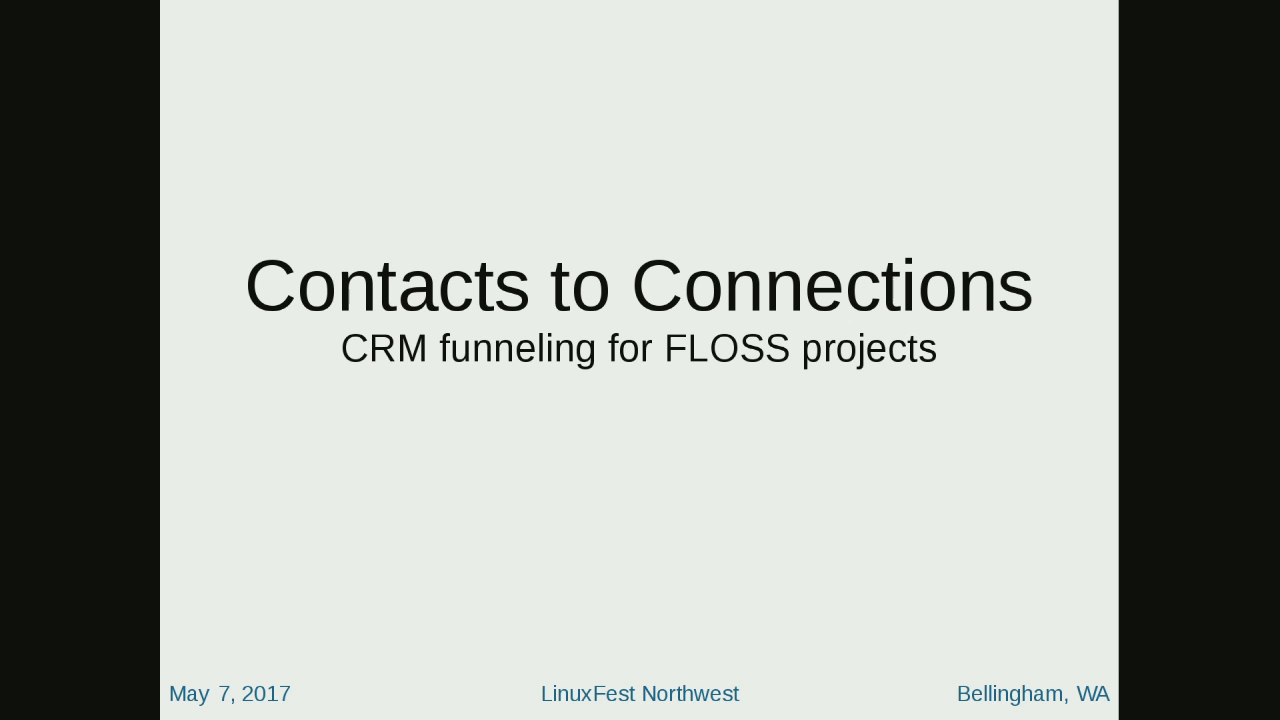 Contacts to Connections
CRM funneling for FLOSS projects
May 7, 2017
LinuxFest Northwest
Bellingham, WA